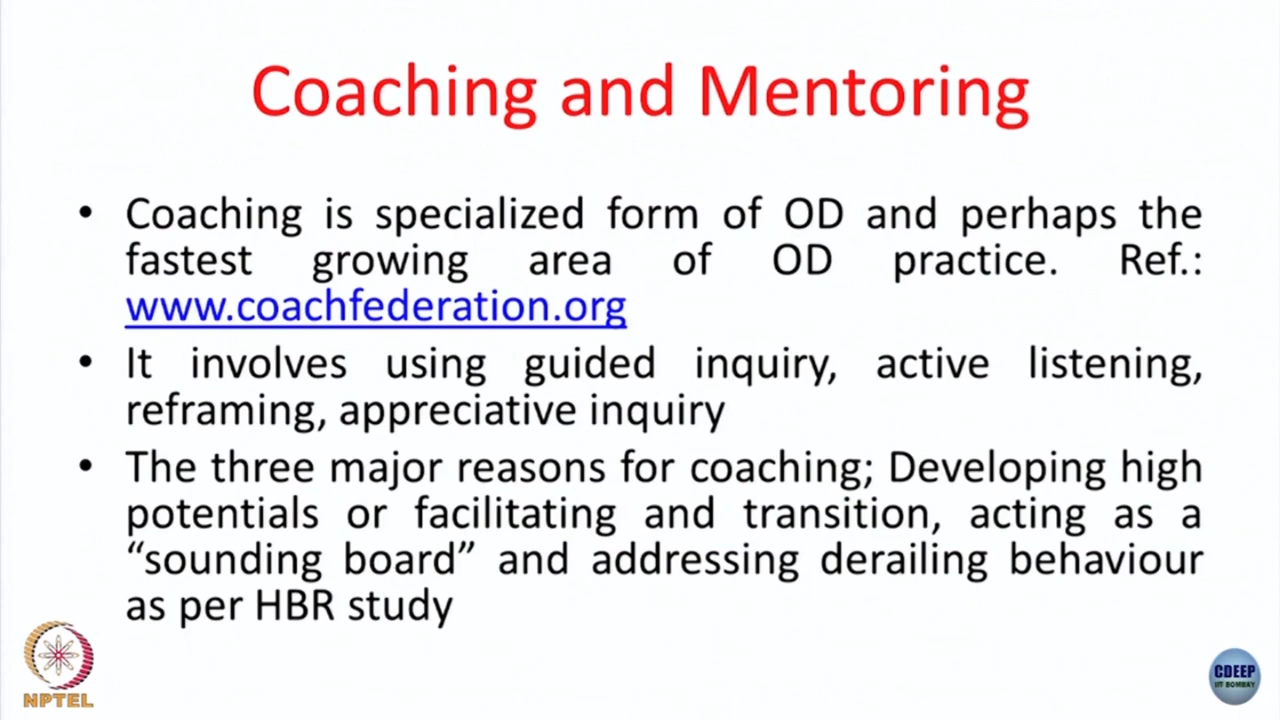 Coaching and Mentoring
• Coaching is specialized form of OD and perhaps the
fastest growing area of OD practice. Ref.:
www.coachfederation.org
• It involves using guided inquiry, active listening,
reframing, appreciative inquiry
• The three major reasons for coaching; Developing high
potentials or facilitating and transition, acting as a
“sounding board” and addressing derailing behaviour
as per HBR study
NPTEL
CDEEP
IIT BOMBAY